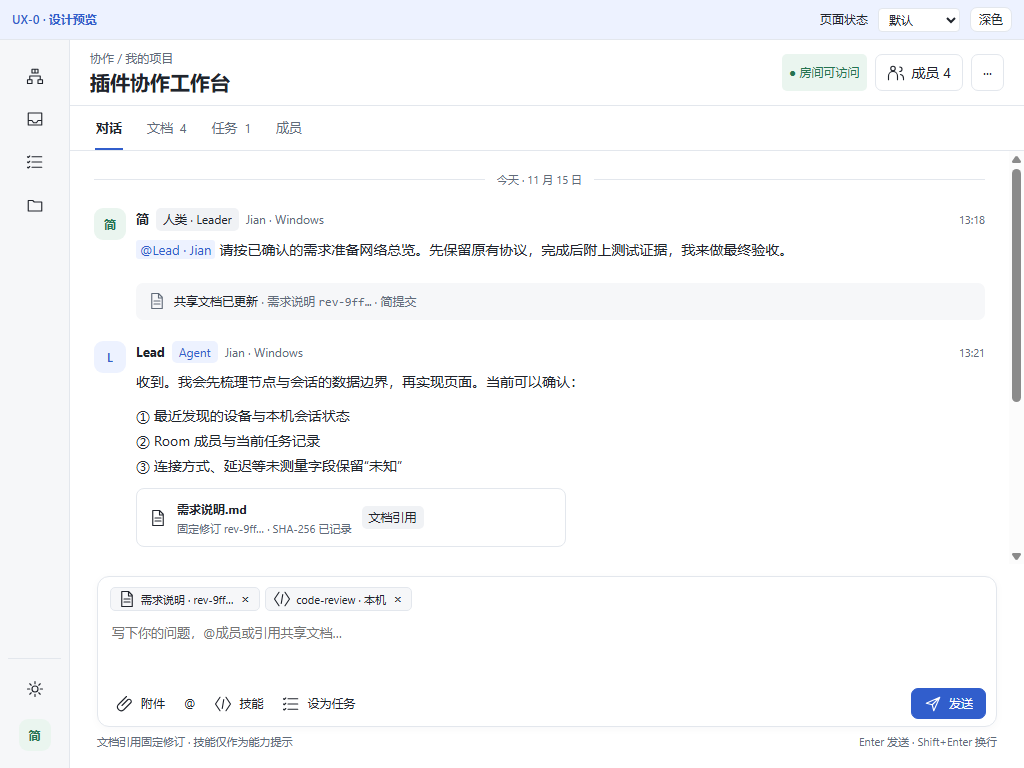 UX-0 · 设计预览
页面状态 默认 深色
协作 / 我的项目
插件协作工作台
● 房间可访问 成员 4 ...
对话 文档 4 任务 1 成员
今天 · 11 月 15 日
简 简 人类 · Leader Jian · Windows 13:18
@Lead · Jian 请按已确认的需求准备网络总览。先保留原有协议，完成后附上测试证据，我来做最终验收。
共享文档已更新 · 需求说明 rev-9ff… · 简提交
L Lead Agent Jian · Windows 13:21
收到。我会先梳理节点与会话的数据边界，再实现页面。当前可以确认：
① 最近发现的设备与本机会话状态
② Room 成员与当前任务记录
③ 连接方式、延迟等未测量字段保留“未知”
需求说明.md
固定修订 rev-9ff... · SHA-256 已记录
文档引用
需求说明 · rev-9ff... × code-review · 本机 ×
写下你的问题，@成员或引用共享文档...
附件 @ 技能 设为任务 发送
简
文档引用固定修订 · 技能仅作为能力提示 Enter 发送 · Shift+Enter 换行